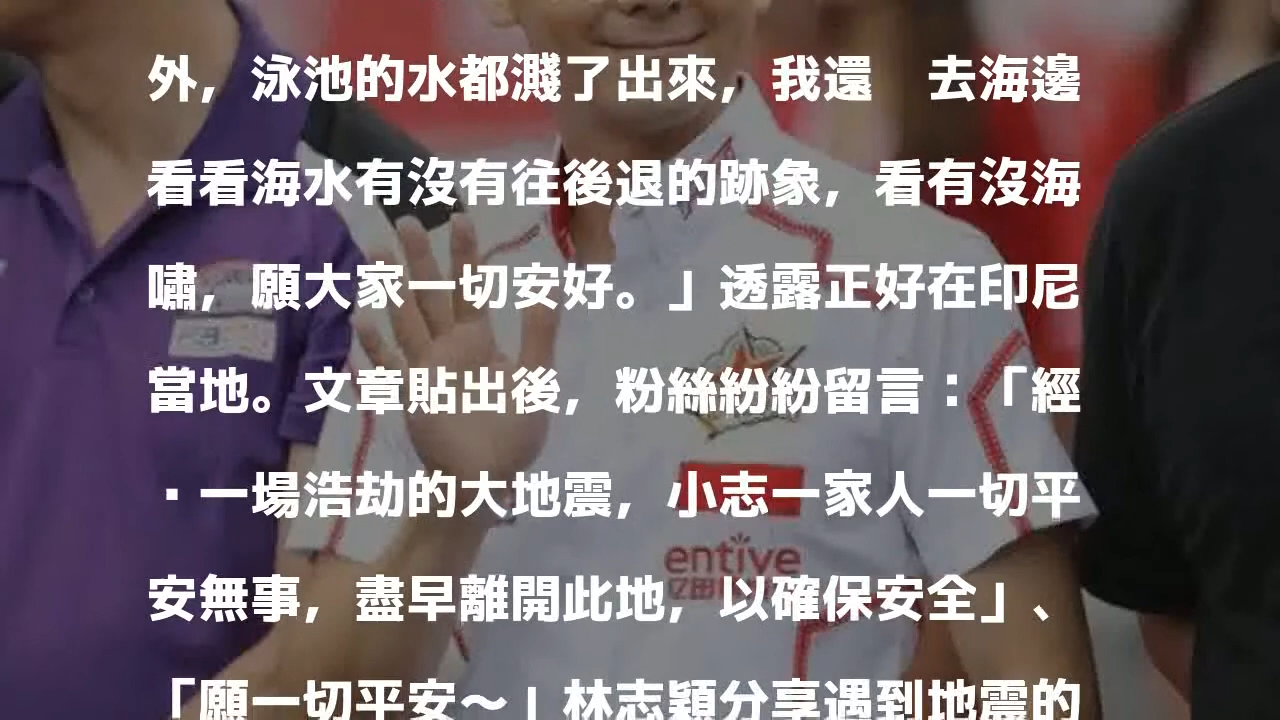 外，泳池的水都濺了出來，我還　去海邊
看看海水有沒有往後退的跡象，看有沒海
嘯，願大家一切安好。」透露正好在印尼
當地。文章貼出後，粉絲紛紛留言：「經
·一場浩劫的大地震，小志一家人一切平
安無事，盡早離開此地，以確保安全」、
「願一切平安～」林志穎分享遇到地震的
entive
亿田